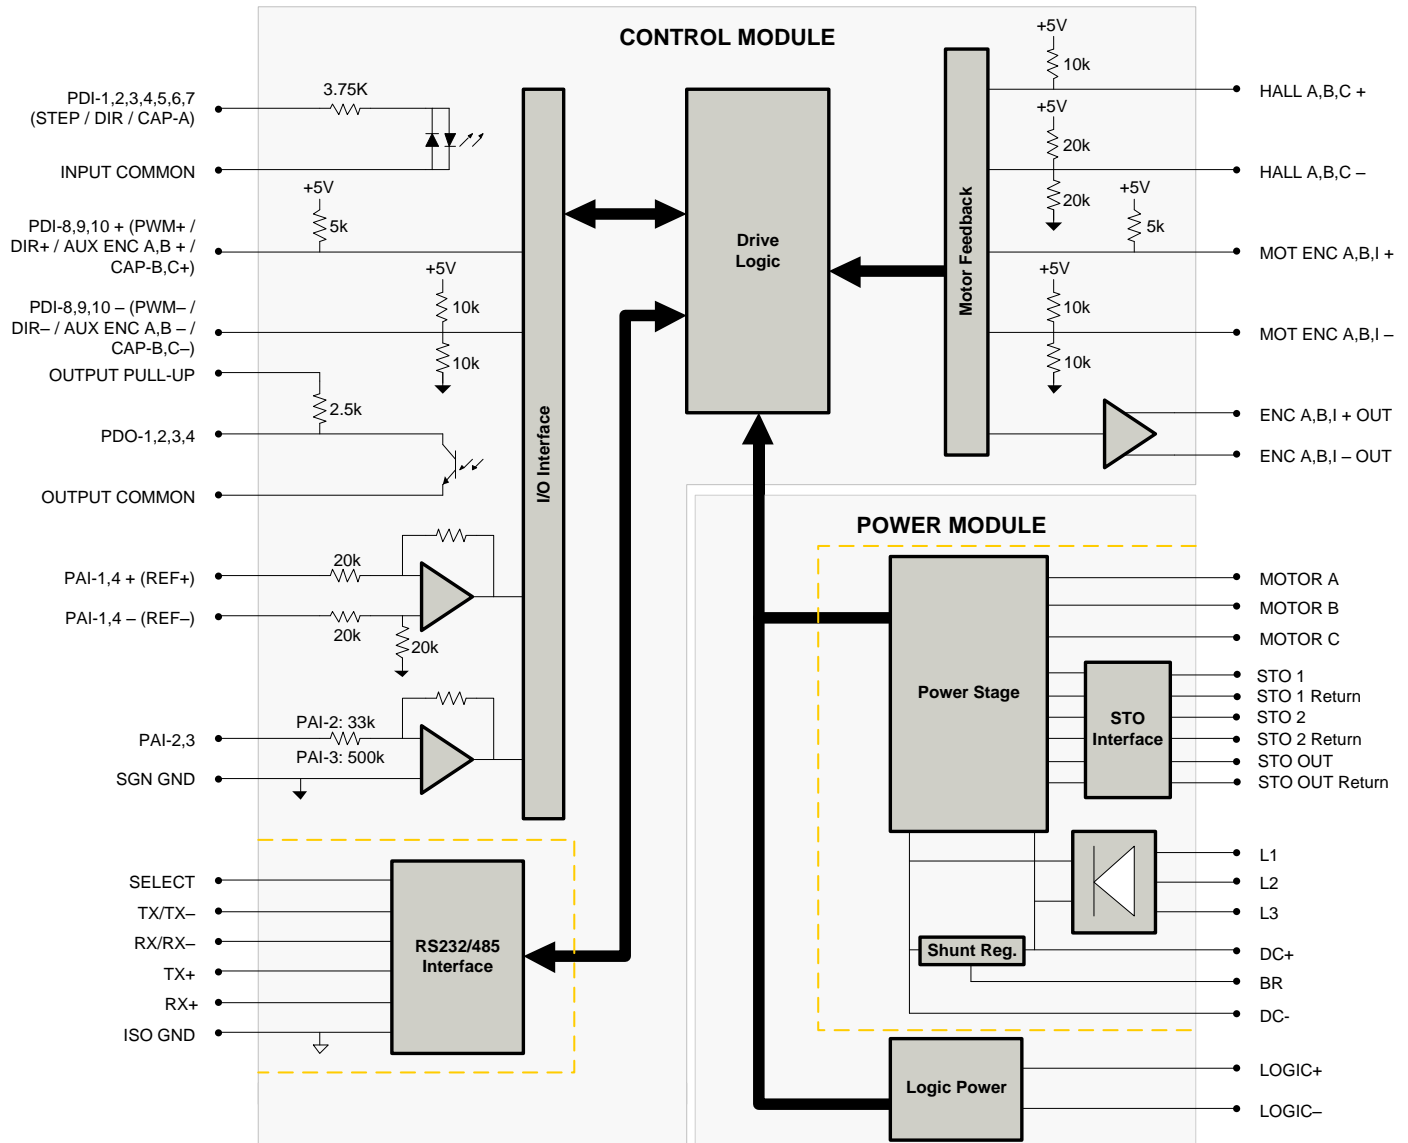 CONTROL MODULE
PDI-1,2,3,4,5,6,7
(STEP / DIR / CAP-A)
3.75K
INPUT COMMON
+5V
5k
PDI-8,9,10 + (PWM+ /
DIR+ / AUX ENC A,B + /
CAP-B,C+)
+5V
10k
10k
PDI-8,9,10 – (PWM– /
DIR– / AUX ENC A,B – /
CAP-B,C–)
OUTPUT PULL-UP
2.5k
PDO-1,2,3,4
OUTPUT COMMON
PAI-1,4 + (REF+)
20k
PAI-1,4 – (REF–)
20k
20k
PAI-2,3
PAI-2: 33k
PAI-3: 500k
SGN GND
I/O Interface
Drive
Logic
Motor Feedback
+5V
10k
HALL A,B,C +
+5V
20k
20k
HALL A,B,C –
+5V
5k
MOT ENC A,B,I +
+5V
10k
10k
MOT ENC A,B,I –
ENC A,B,I + OUT
ENC A,B,I – OUT
SELECT
TX/TX–
RX/RX–
TX+
RX+
ISO GND
RS232/485
Interface
POWER MODULE
Power Stage
MOTOR A
MOTOR B
MOTOR C
STO
Interface
STO 1
STO 1 Return
STO 2
STO 2 Return
STO OUT
STO OUT Return
L1
L2
L3
Shunt Reg.
DC+
BR
DC-
Logic Power
LOGIC+
LOGIC–